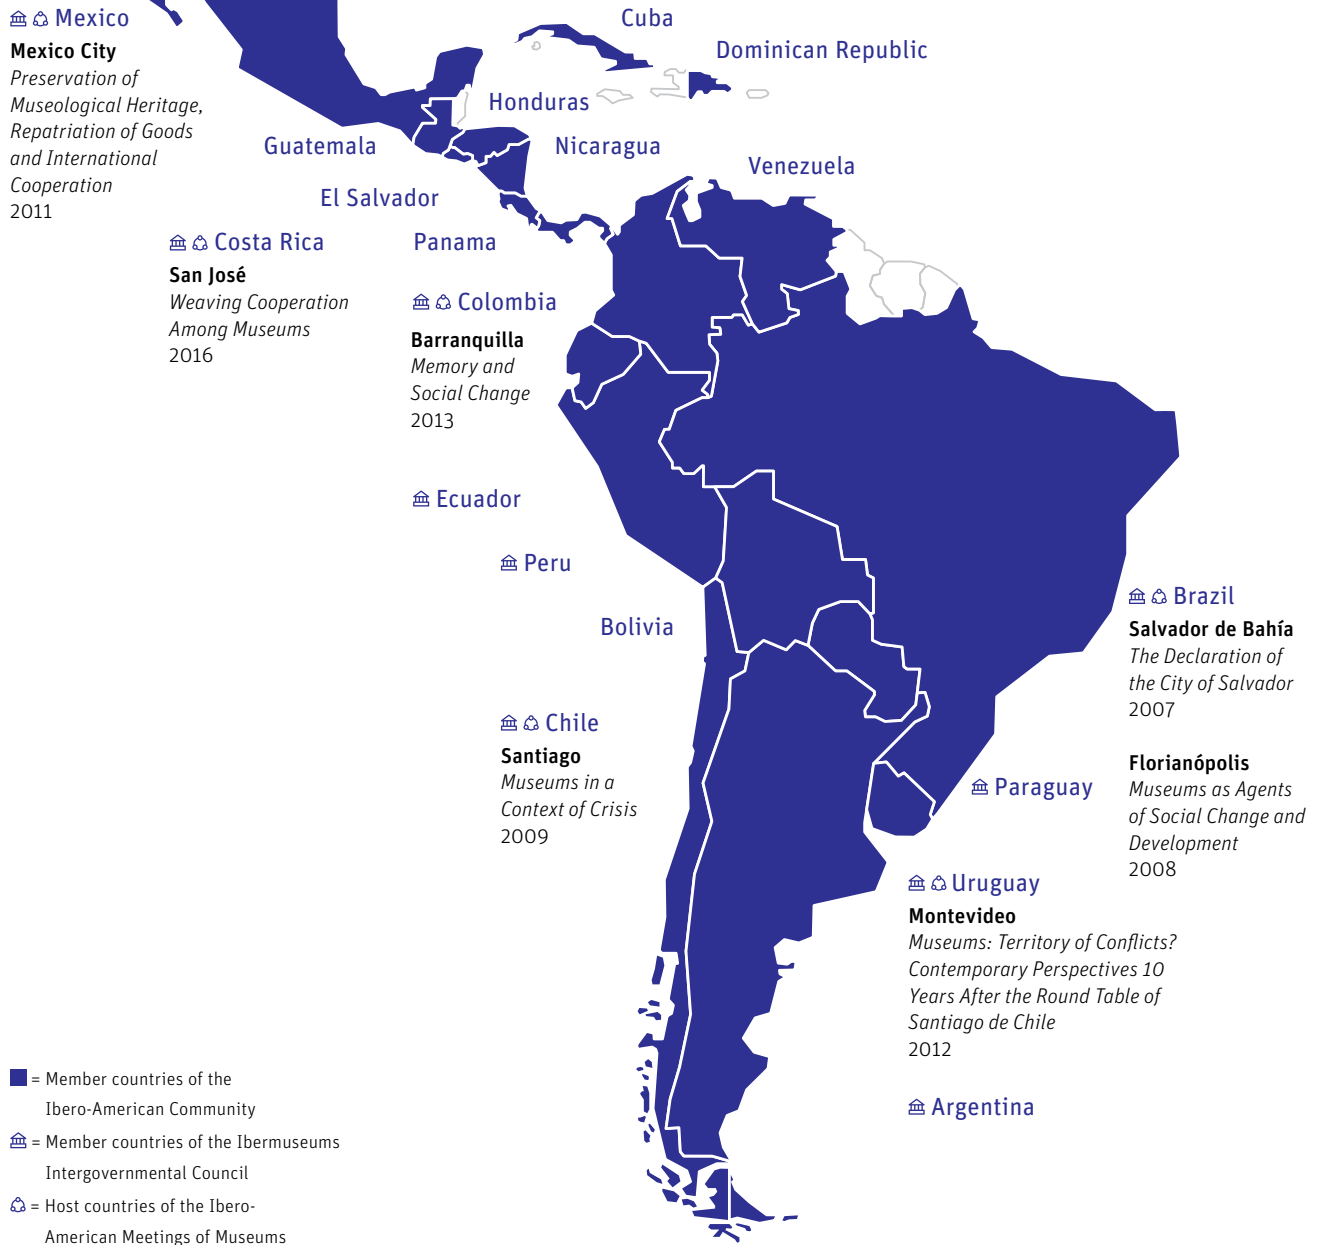 Mexico
Mexico City
Preservation of
Museological Heritage,
Repatriation of Goods
and International
Cooperation
2011
Cuba
Dominican Republic
Honduras
Guatemala
Nicaragua
Venezuela
El Salvador
Costa Rica
San José
Weaving Cooperation
Among Museums
2016
Panama
Colombia
Barranquilla
Memory and
Social Change
2013
Ecuador
Peru
Bolivia
Brazil
Salvador de Bahía
The Declaration of
the City of Salvador
2007
Florianópolis
Museums as Agents
of Social Change and
Development
2008
Chile
Santiago
Museums in a
Context of Crisis
2009
Paraguay
Uruguay
Montevideo
Museums: Territory of Conflicts?
Contemporary Perspectives 10
Years After the Round Table of
Santiago de Chile
2012
Argentina
= Member countries of the
Ibero-American Community
= Member countries of the Ibermuseums
Intergovernmental Council
= Host countries of the Ibero-
American Meetings of Museums